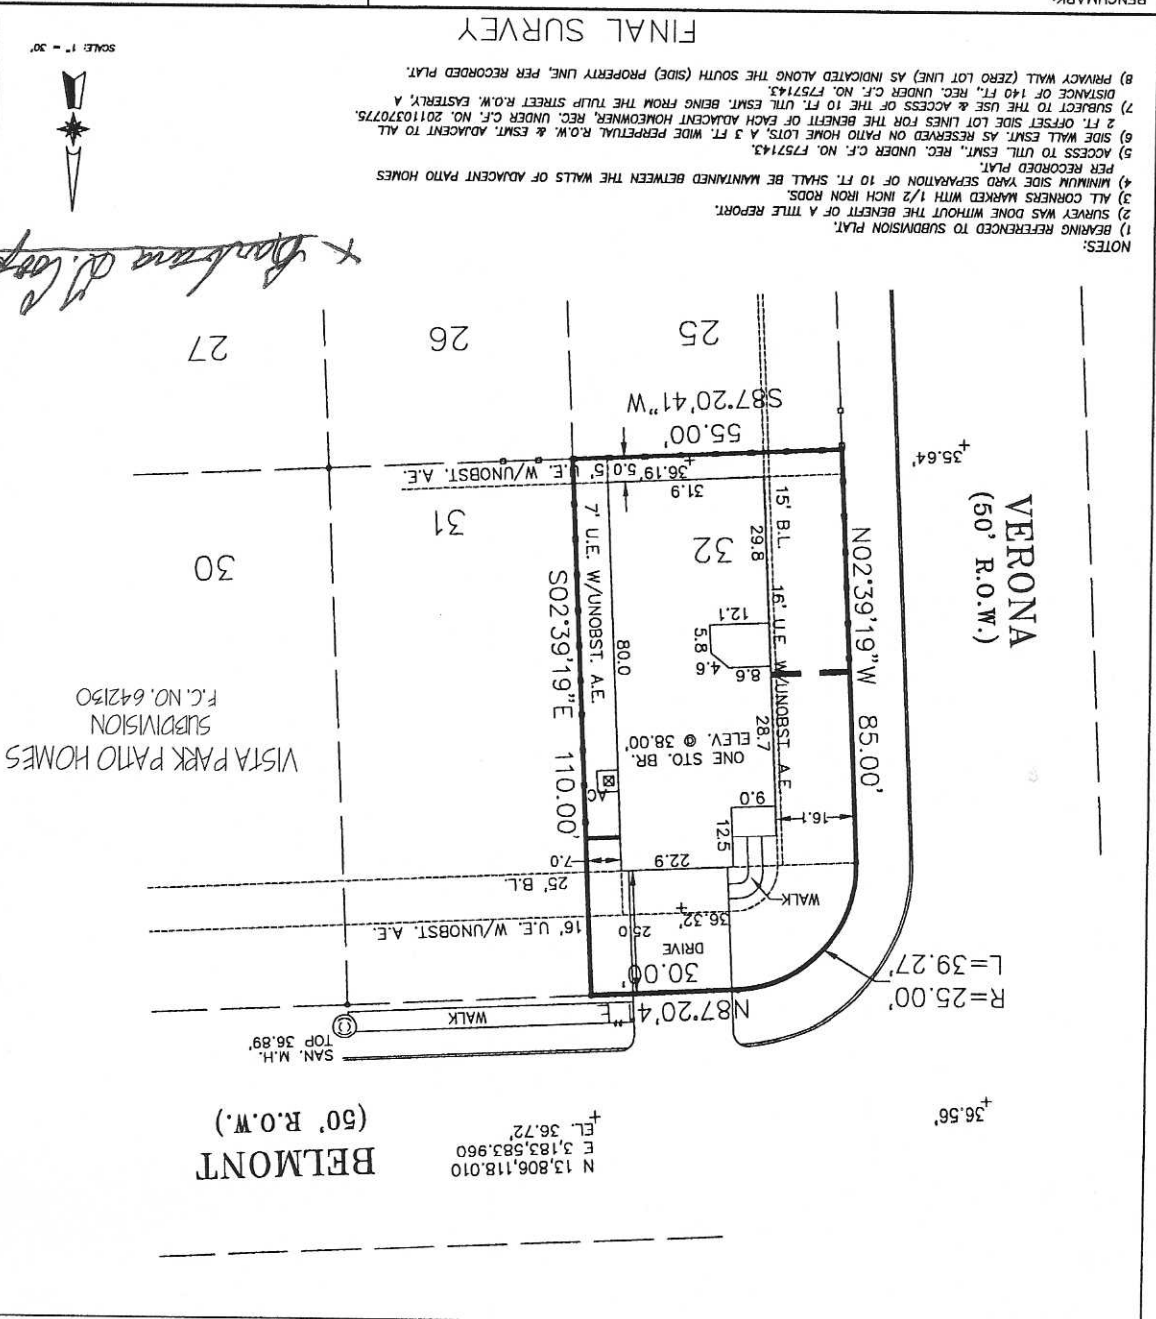 N 13,806,118.010
E 3,183,583.960
EL. 36.72'
BELMONT
(50' R.O.W.)
36.56'
SAN. M.H.
TOP 36.89'
WALK
N87°20'4 "E
30.00'
R=25.00'
L=39.27'
DRIVE
25.0
36.32'
16' U.E. W/UNOBST. A.E.
WALK
25' B.L.
7.0
22.9
12.5
9.0
16.1
AC
ONE STO. BR.
ELEV. @ 38.00'
28.7
N02°39'19"W 85.00'
S02°39'19"E 110.00'
VISTA PARK PATIO HOMES
SUBDIVISION
F.C. NO. 642130
80.0
8.6
4.6
5.8
12.1
7' U.E. W/UNOBST. A.E.
15' B.L.
16' U.E W/UNOBST. A.E
VERONA
(50' R.O.W.)
29.8
30
31
32
31.9
36.19'
5.0
5' U.E. W/UNOBST. A.E.
35.64'
55.00'
S87°20'41"W
25
26
27
NOTES:
1) BEARING REFERENCED TO SUBDIVISION PLAT.
2) SURVEY WAS DONE WITHOUT THE BENEFIT OF A TITLE REPORT.
3) ALL CORNERS MARKED WITH 1/2 INCH IRON RODS.
4) MINIMUM SIDE YARD SEPARATION OF 10 FT. SHALL BE MAINTAINED BETWEEN THE WALLS OF ADJACENT PATIO HOMES
PER RECORDED PLAT.
5) ACCESS TO UTIL ESMT., REC. UNDER C.F. NO. F757143.
6) SIDE WALL ESMT. AS RESERVED ON PATIO HOME LOTS, A 3 FT. WIDE PERPETUAL R.O.W. & ESMT. ADJACENT TO ALL
2 FT. OFFSET SIDE LOT LINES FOR THE BENEFIT OF EACH ADJACENT HOMEOWNER, REC. UNDER C.F. NO. 20110370775.
7) SUBJECT TO THE USE & ACCESS OF THE 10 FT. UTIL ESMT. BEING FROM THE TULIP STREET R.O.W. EASTERLY, A
DISTANCE OF 140 FT., REC. UNDER C.F. NO. F757143.
8) PRIVACY WALL (ZERO LOT LINE) AS INDICATED ALONG THE SOUTH (SIDE) PROPERTY LINE, PER RECORDED PLAT.
SCALE: 1" = 30'
FINAL SURVEY
BENCHMARK: